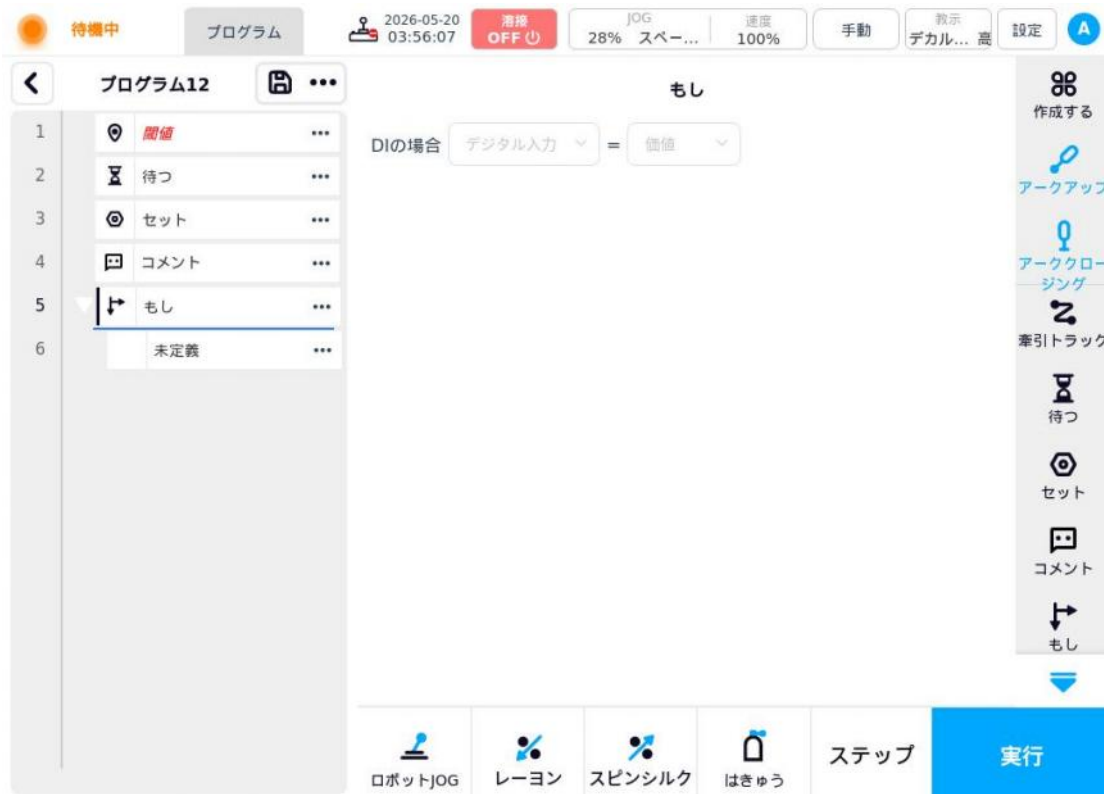 待機中
プログラム
2026-05-20
03:56:07
溶接
OFF
JOG
28% スペー...
速度
100%
手動
教示
デカル... 高
設定
A
プログラム12
1 閾値
2 待つ
3 セット
4 コメント
5 もし
6 未定義
もし
DIの場合 デジタル入力 = 価値
作成する
アークアップ
アーククロー
ジング
牽引トラック
待つ
セット
コメント
もし
ロボットJOG
レーヨン
スピンシルク
はきゅう
ステップ
実行